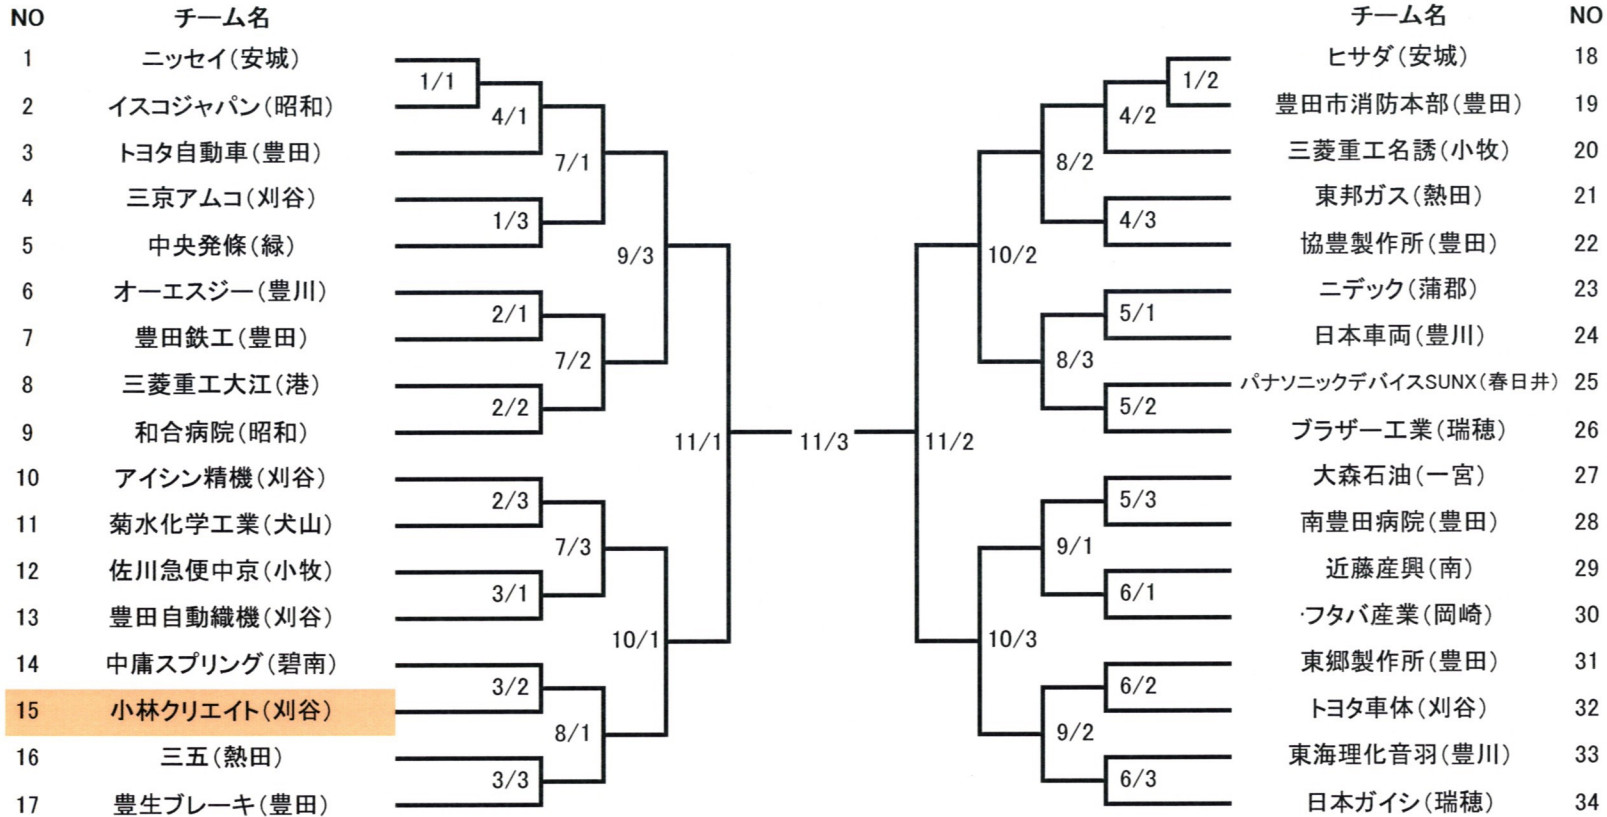 NO チーム名 チーム名 NO
1 ニッセイ(安城) 1/1 1/2 ヒサダ(安城) 18
2 イスコジャパン(昭和) 4/1 4/2 豊田市消防本部(豊田) 19
3 トヨタ自動車(豊田) 7/1 8/2 三菱重工名誘(小牧) 20
4 三京アムコ(刈谷) 1/3 4/3 東邦ガス(熱田) 21
5 中央発條(緑) 9/3 10/2 協豊製作所(豊田) 22
6 オーエスジー(豊川) 2/1 5/1 ニデック(蒲郡) 23
7 豊田鉄工(豊田) 7/2 8/3 日本車両(豊川) 24
8 三菱重工大江(港) 2/2 5/2 パナソニックデバイスSUNX(春日井) 25
9 和合病院(昭和) 11/1 11/3 11/2 ブラザー工業(瑞穂) 26
10 アイシン精機(刈谷) 2/3 5/3 大森石油(一宮) 27
11 菊水化学工業(犬山) 7/3 9/1 南豊田病院(豊田) 28
12 佐川急便中京(小牧) 3/1 6/1 近藤産興(南) 29
13 豊田自動織機(刈谷) 10/1 10/3 フタバ産業(岡崎) 30
14 中庸スプリング(碧南) 3/2 6/2 東郷製作所(豊田) 31
15 小林クリエイト(刈谷) 8/1 9/2 トヨタ車体(刈谷) 32
16 三五(熱田) 3/3 6/3 東海理化音羽(豊川) 33
17 豊生ブレーキ(豊田) 日本ガイシ(瑞穂) 34